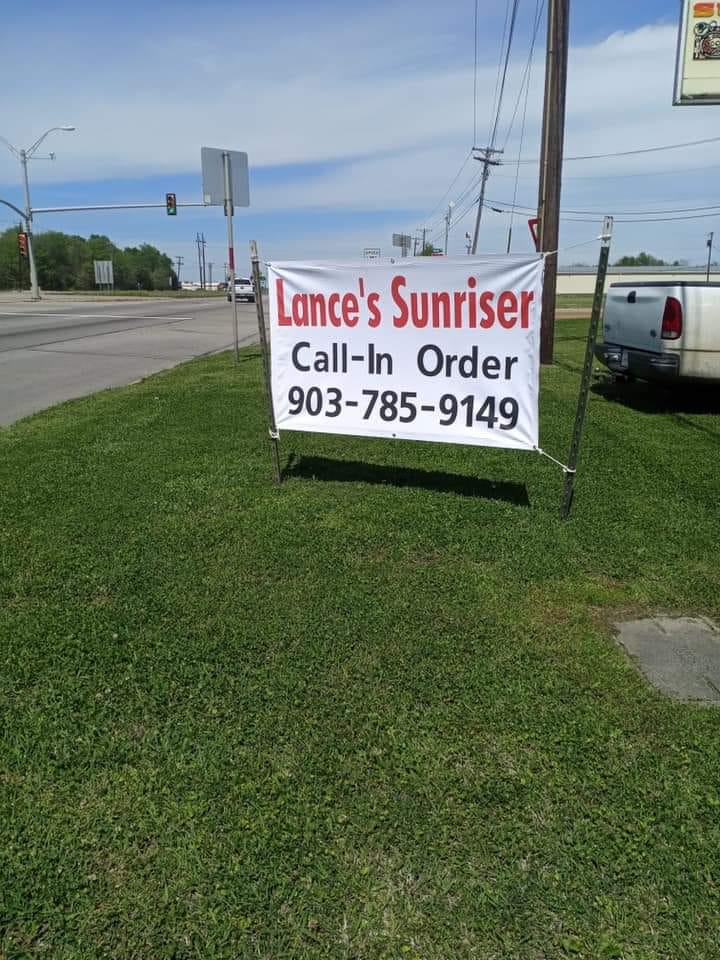 Lance's Sunriser
Call-In Order
903-785-9149